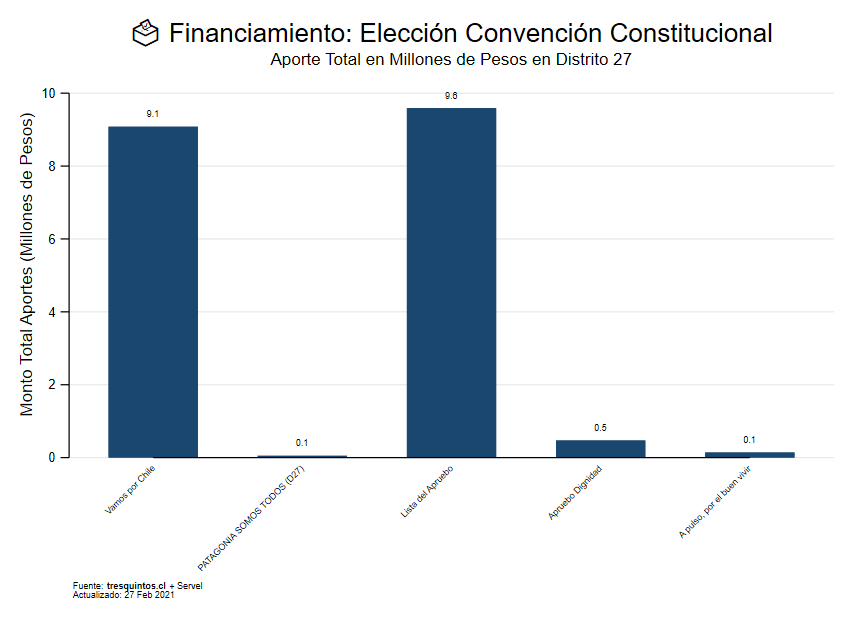 Financiamiento: Elección Convención Constitucional
Aporte Total en Millones de Pesos en Distrito 27
Monto Total Aportes (Millones de Pesos)
10
8
6
4
2
0
9.1
0.1
9.6
0.5
0.1
Vamos por Chile
PATAGONIA SOMOS TODOS (D27)
Lista del Apruebo
Apruebo Dignidad
A pulso, por el buen vivir
Fuente: tresquintos.cl + Servel
Actualizado: 27 Feb 2021